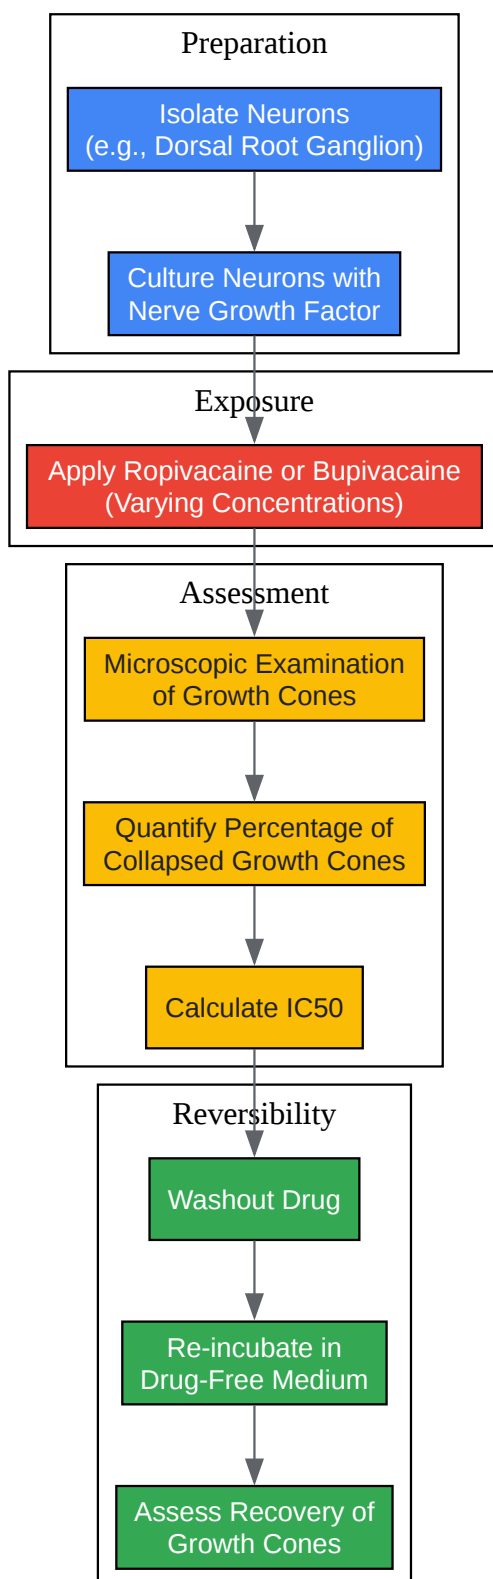 Preparation
Isolate Neurons
(e.g., Dorsal Root Ganglion)
Culture Neurons with
Nerve Growth Factor
Exposure
Apply Ropivacaine or Bupivacaine
(Varying Concentrations)
Assessment
Microscopic Examination
of Growth Cones
Quantify Percentage of
Collapsed Growth Cones
Calculate IC50
Reversibility
Washout Drug
Re-incubate in
Drug-Free Medium
Assess Recovery of
Growth Cones